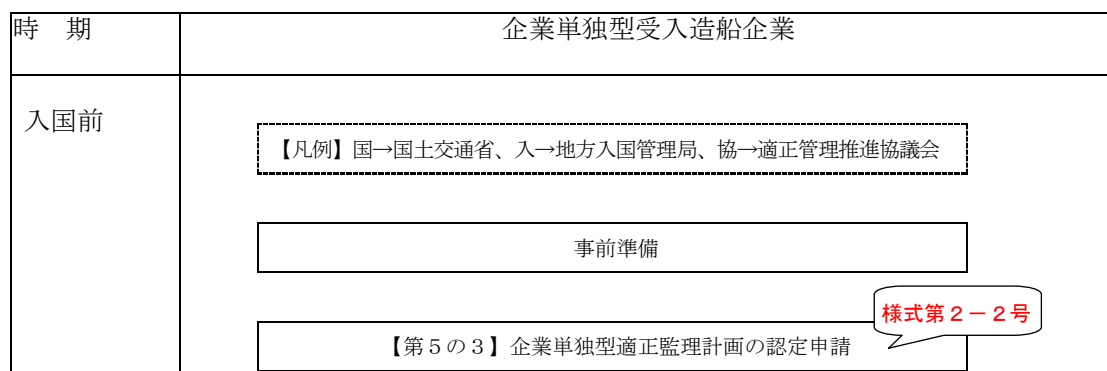 時　期
企業単独型受入造船企業
入国前
【凡例】国→国土交通省、入→地方入国管理局、協→適正管理推進協議会
事前準備
様式第２－２号
【第５の３】企業単独型適正監理計画の認定申請